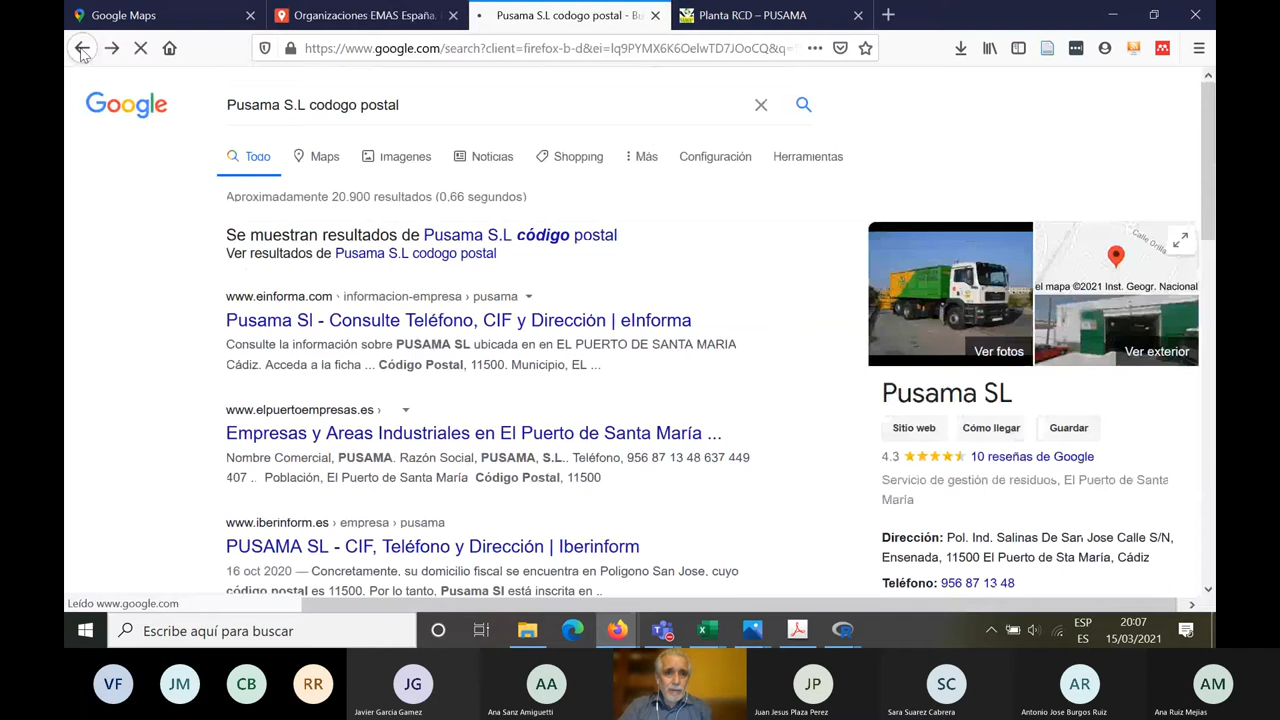 Google Maps
Organizaciones EMAS España.
Pusama S.L codogo postal - Bu
Planta RCD – PUSAMA
https://www.google.com/search?client=firefox-b-d&ei=Iq9PYMX6K6OelwTD7JOoCQ&q=
Google
Pusama S.L codogo postal
Todo
Maps
Imágenes
Noticias
Shopping
Más
Configuración
Herramientas
Aproximadamente 20.900 resultados (0,66 segundos)
Se muestran resultados de Pusama S.L código postal
Ver resultados de Pusama S.L codogo postal
www.einforma.com › informacion-empresa › pusama
Pusama Sl - Consulte Teléfono, CIF y Dirección | eInforma
Consulte la información sobre PUSAMA SL ubicada en en EL PUERTO DE SANTA MARIA
Cádiz. Acceda a la ficha ... Código Postal, 11500. Municipio, EL ...
www.elpuertoempresas.es ›
Empresas y Areas Industriales en El Puerto de Santa María ...
Nombre Comercial, PUSAMA. Razón Social, PUSAMA, S.L.. Teléfono, 956 87 13 48 637 449
407 .. Población, El Puerto de Santa María Código Postal, 11500
www.iberinform.es › empresa › pusama
PUSAMA SL - CIF, Teléfono y Dirección | Iberinform
16 oct 2020 — Concretamente, su domicilio fiscal se encuentra en Poligono San Jose, cuyo
código postal es 11500. Por lo tanto, Pusama Sl está inscrita en ..
Calle Orilla
el mapa ©2021 Inst. Geogr. Nacional
Ver fotos
Ver exterior
Pusama SL
Sitio web
Cómo llegar
Guardar
4.3
10 reseñas de Google
Servicio de gestión de residuos, El Puerto de Santa
María
Dirección: Pol. Ind. Salinas De San Jose Calle S/N,
Ensenada, 11500 El Puerto de Sta María, Cádiz
Teléfono: 956 87 13 48
Leído www.google.com
Escribe aquí para buscar
ESP
ES
20:07
15/03/2021
VF
JM
CB
RR
JG
Javier Garcia Gamez
AA
Ana Sanz Amiguetti
JP
Juan Jesus Plaza Perez
SC
Sara Suarez Cabrera
AR
Antonio Jose Burgos Ruiz
AM
Ana Ruiz Mejias